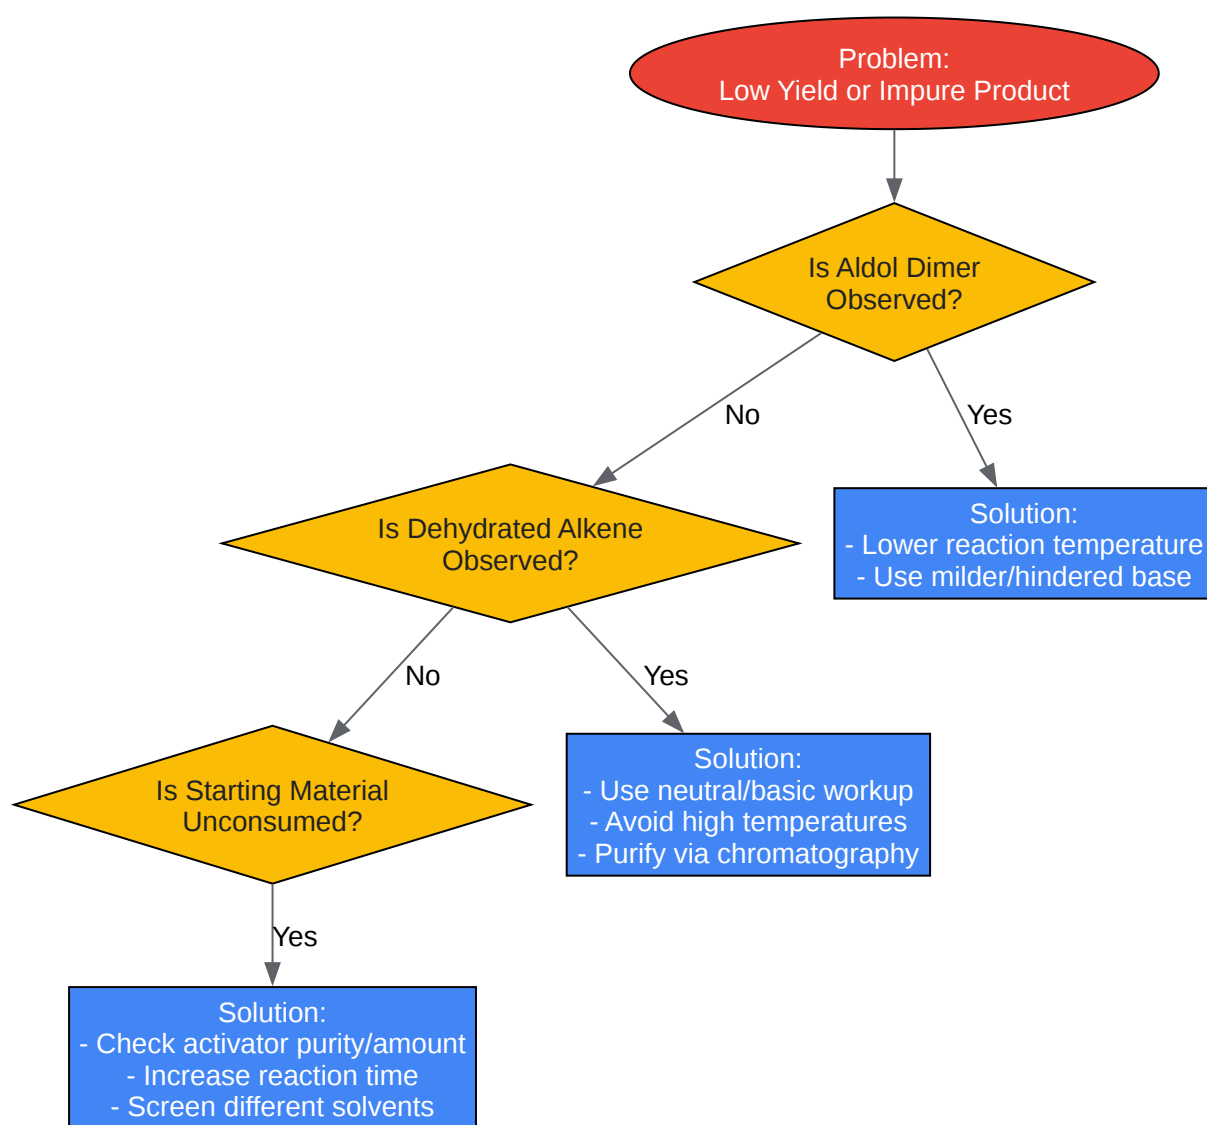 Problem:
Low Yield or Impure Product
Is Aldol Dimer
Observed?
No
Yes
Is Dehydrated Alkene
Observed?
Solution:
- Lower reaction temperature
- Use milder/hindered base
No
Yes
Is Starting Material
Unconsumed?
Solution:
- Use neutral/basic workup
- Avoid high temperatures
- Purify via chromatography
Yes
Solution:
- Check activator purity/amount
- Increase reaction time
- Screen different solvents